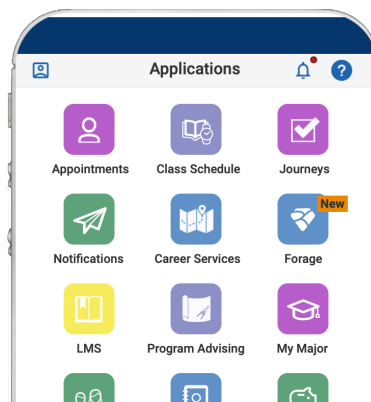 Applications
?
Appointments Class Schedule Journeys
New
Notifications Career Services Forage
LMS Program Advising My Major